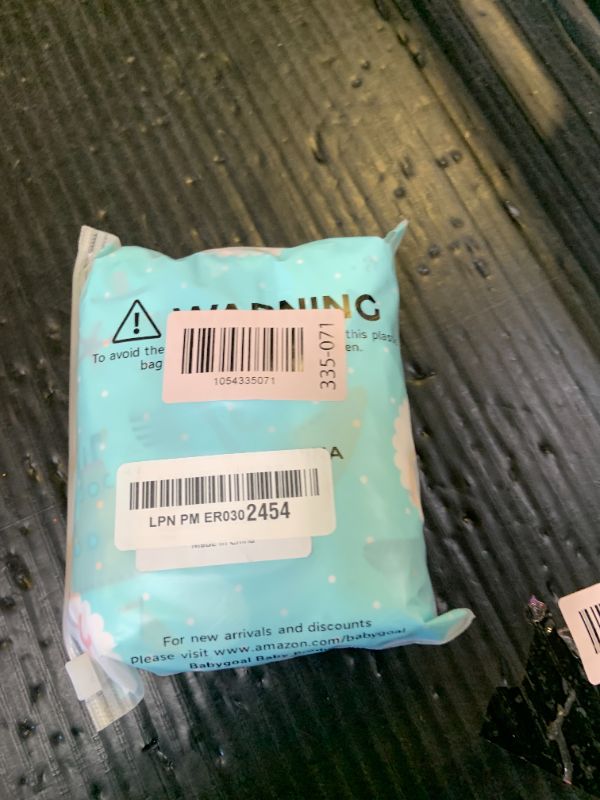 WARNING
To avoid the this plastic
bag en.
1054335071
335-071
A
LPN PM ER0302454
Made in China
For new arrivals and discounts
Please visit www.amazon.com/babygoal
Babygoal Baby